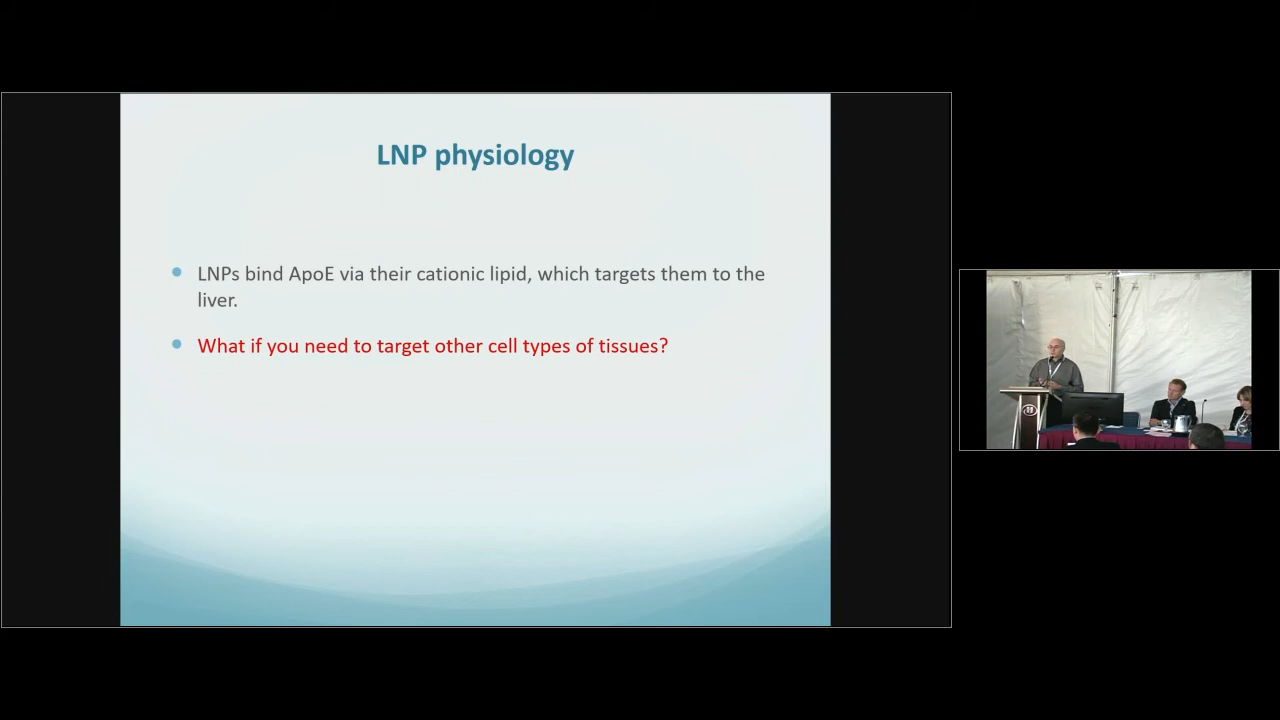 LNP physiology
LNPs bind ApoE via their cationic lipid, which targets them to the
liver.
What if you need to target other cell types of tissues?